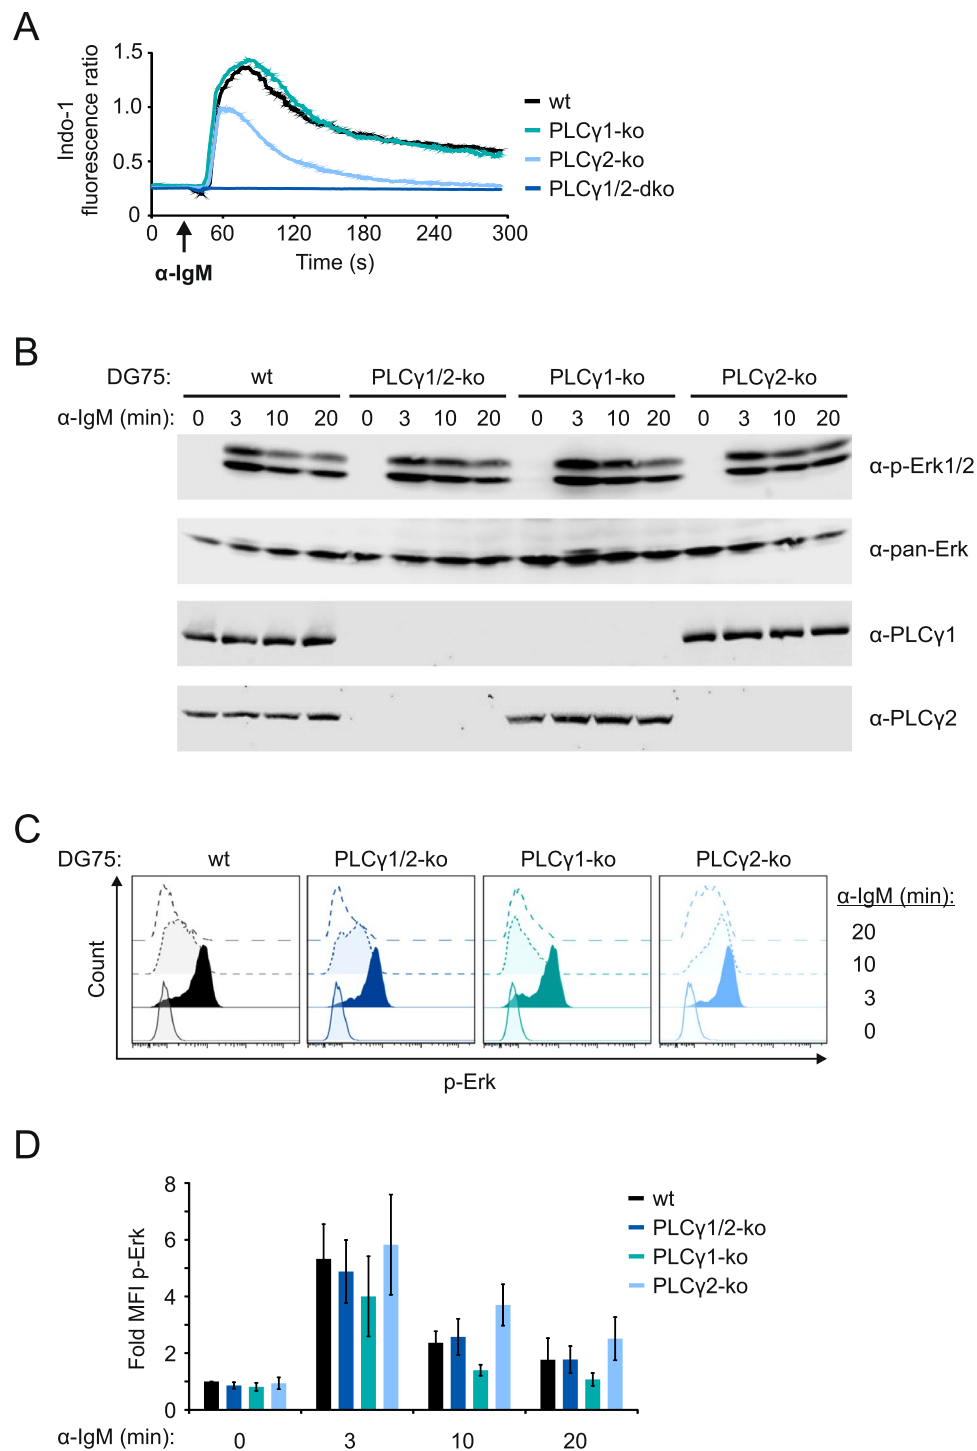 A
Indo-1
fluorescence ratio
1.5
1.0
0.5
0
0 60 120 180 240 300
Time (s)
α-IgM
wt
PLCγ1-ko
PLCγ2-ko
PLCγ1/2-dko
B
DG75: wt PLCγ1/2-ko PLCγ1-ko PLCγ2-ko
α-IgM (min): 0 3 10 20 0 3 10 20 0 3 10 20 0 3 10 20
α-p-Erk1/2
α-pan-Erk
α-PLCγ1
α-PLCγ2
C
DG75: wt PLCγ1/2-ko PLCγ1-ko PLCγ2-ko
Count
α-IgM (min):
20
10
3
0
p-Erk
D
Fold MFI p-Erk
8
6
4
2
0
wt
PLCγ1/2-ko
PLCγ1-ko
PLCγ2-ko
α-IgM (min): 0 3 10 20